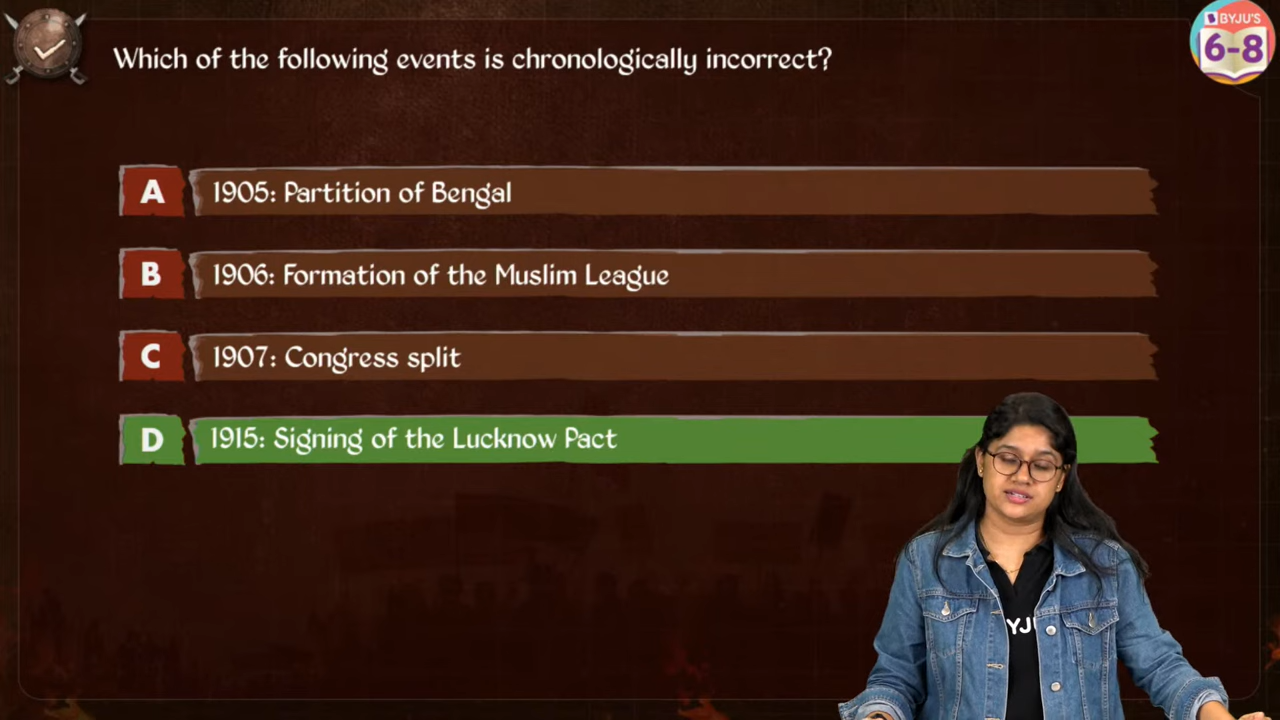 BYJU'S
6-8
Which of the following events is chronologically incorrect?
A
1905: Partition of Bengal
B
1906: Formation of the Muslim League
C
1907: Congress split
D
1915: Signing of the Lucknow Pact
YJU